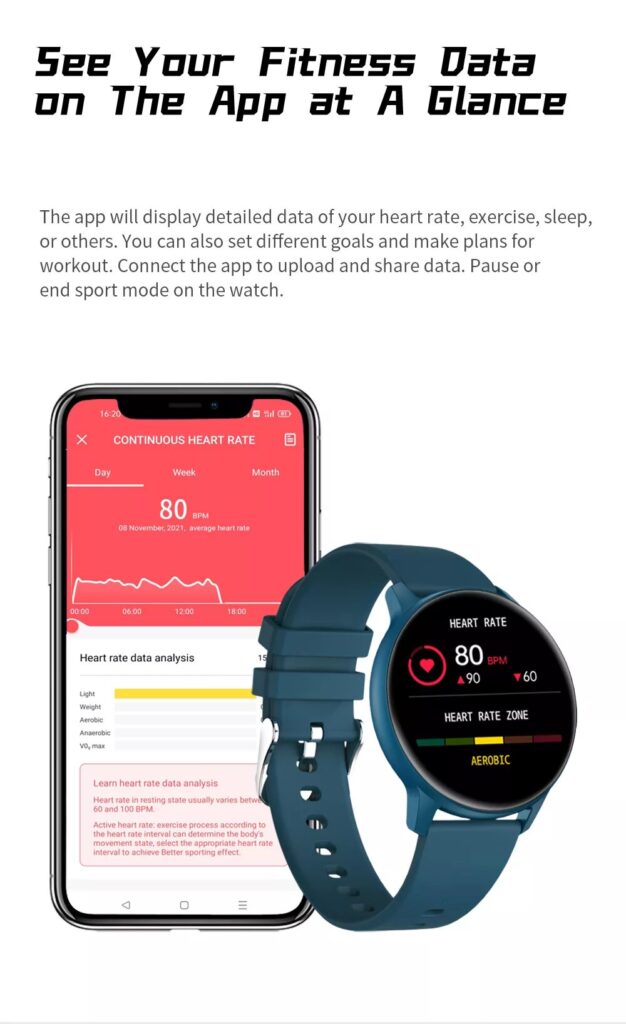 See Your Fitness Data
on The App at A Glance
The app will display detailed data of your heart rate, exercise, sleep,
or others. You can also set different goals and make plans for
workout. Connect the app to upload and share data. Pause or
end sport mode on the watch.
16:20
CONTINUOUS HEART RATE
Day Week Month
80 BPM
08 November, 2021, average heart rate
00:00 06:00 12:00 18:00
Heart rate data analysis
Light
Weight
Aerobic
Anaerobic
V0₂ max
Learn heart rate data analysis
Heart rate in resting state usually varies
60 and 100 BPM.
Active heart rate: exercise process according to
the heart rate interval can determine the body's
movement state, select the appropriate heart rate
interval to achieve Better sporting effect.
HEART RATE
80 BPM
▲90 ▼60
HEART RATE ZONE
AEROBIC